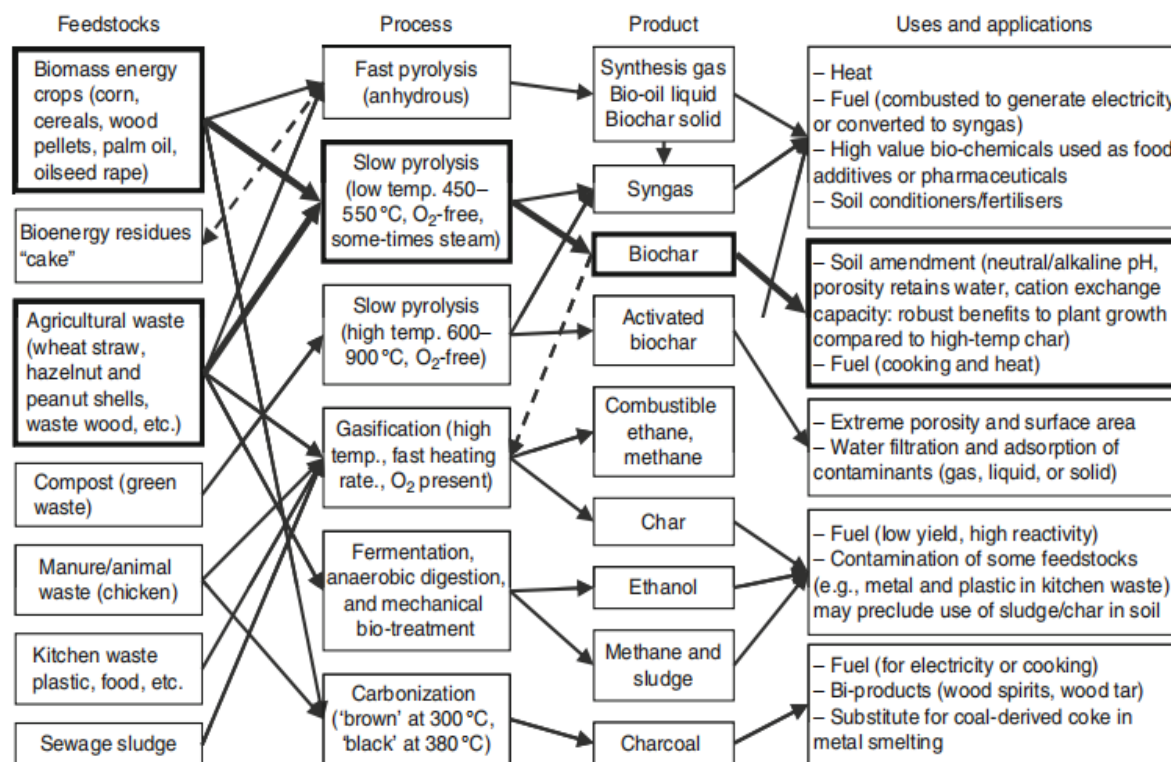 Feedstocks
Biomass energy
crops (corn,
cereals, wood
pellets, palm oil,
oilseed rape)
Bioenergy residues
“cake”
Agricultural waste
(wheat straw,
hazelnut and
peanut shells,
waste wood, etc.)
Compost (green
waste)
Manure/animal
waste (chicken)
Kitchen waste
plastic, food, etc.
Sewage sludge
Process
Fast pyrolysis
(anhydrous)
Slow pyrolysis
(low temp. 450–
550 °C, O₂-free,
some-times steam)
Slow pyrolysis
(high temp. 600–
900 °C, O₂-free)
Gasification (high
temp., fast heating
rate., O₂ present)
Fermentation,
anaerobic digestion,
and mechanical
bio-treatment
Carbonization
(‘brown’ at 300 °C,
‘black’ at 380 °C)
Product
Synthesis gas
Bio-oil liquid
Biochar solid
Syngas
Biochar
Activated
biochar
Combustible
ethane,
methane
Char
Ethanol
Methane and
sludge
Charcoal
Uses and applications
– Heat
– Fuel (combusted to generate electricity
or converted to syngas)
– High value bio-chemicals used as food
additives or pharmaceuticals
– Soil conditioners/fertilisers
– Soil amendment (neutral/alkaline pH,
porosity retains water, cation exchange
capacity: robust benefits to plant growth
compared to high-temp char)
– Fuel (cooking and heat)
– Extreme porosity and surface area
– Water filtration and adsorption of
contaminants (gas, liquid, or solid)
– Fuel (low yield, high reactivity)
– Contamination of some feedstocks
(e.g., metal and plastic in kitchen waste)
may preclude use of sludge/char in soil
– Fuel (for electricity or cooking)
– Bi-products (wood spirits, wood tar)
– Substitute for coal-derived coke in
metal smelting